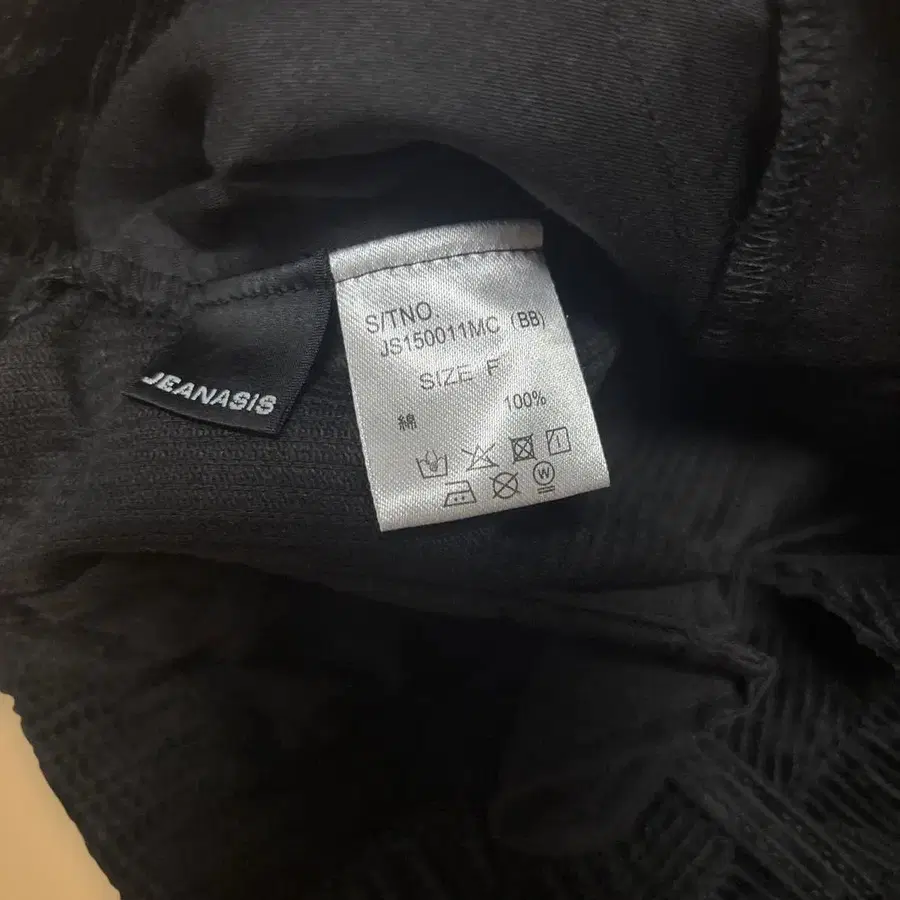 S/TNO.
JS150011MC (BB)
SIZE F
綿 100%
W
JEANASIS